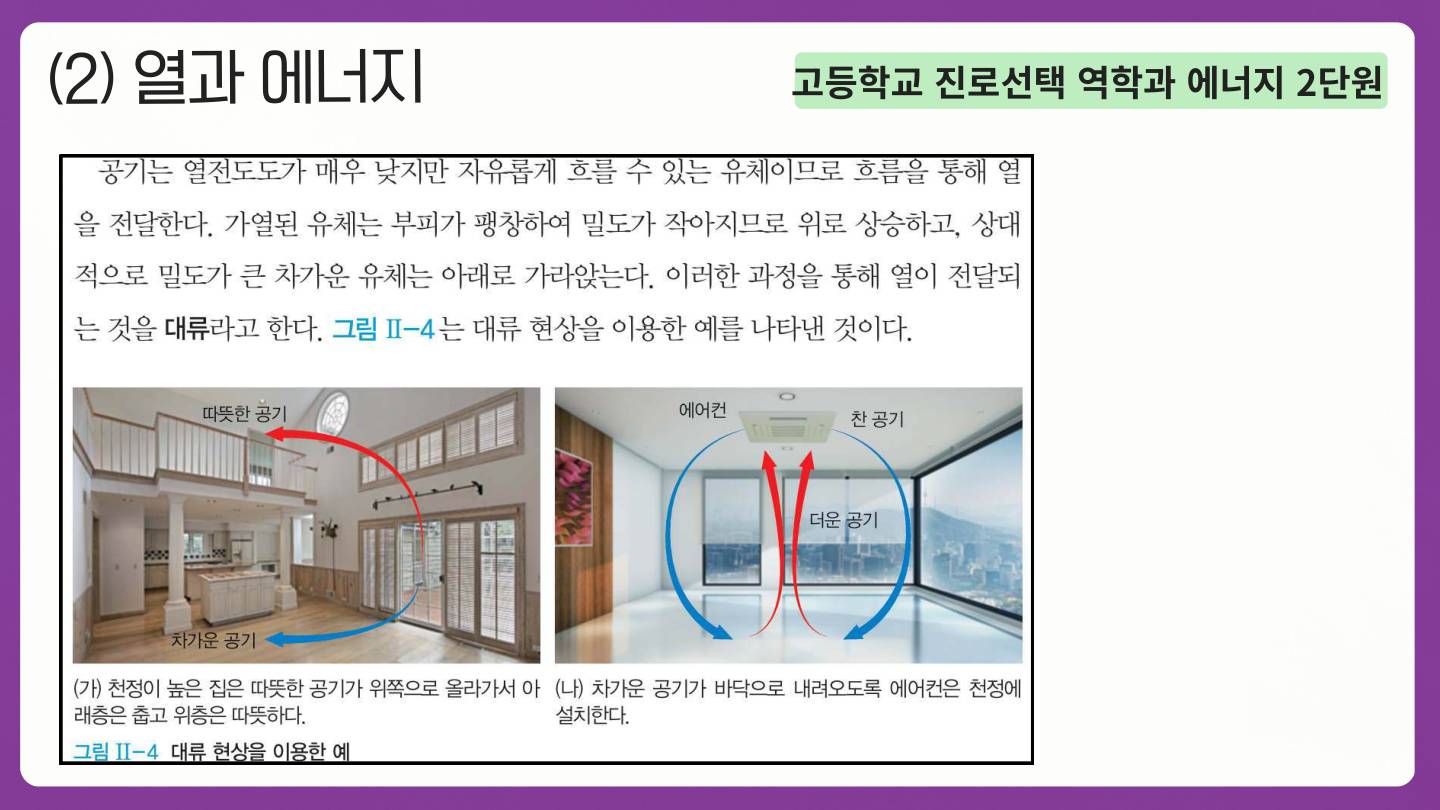 (2) 열과 에너지
고등학교 진로선택 역학과 에너지 2단원
공기는 열전도도가 매우 낮지만 자유롭게 흐를 수 있는 유체이므로 흐름을 통해 열
을 전달한다. 가열된 유체는 부피가 팽창하여 밀도가 작아지므로 위로 상승하고, 상대
적으로 밀도가 큰 차가운 유체는 아래로 가라앉는다. 이러한 과정을 통해 열이 전달되
는 것을 대류라고 한다. 그림 Ⅱ-4는 대류 현상을 이용한 예를 나타낸 것이다.
따뜻한 공기
차가운 공기
에어컨
찬 공기
더운 공기
(가) 천정이 높은 집은 따뜻한 공기가 위쪽으로 올라가서 아
래층은 춥고 위층은 따뜻하다.
(나) 차가운 공기가 바닥으로 내려오도록 에어컨은 천정에
설치한다.
그림 Ⅱ-4 대류 현상을 이용한 예